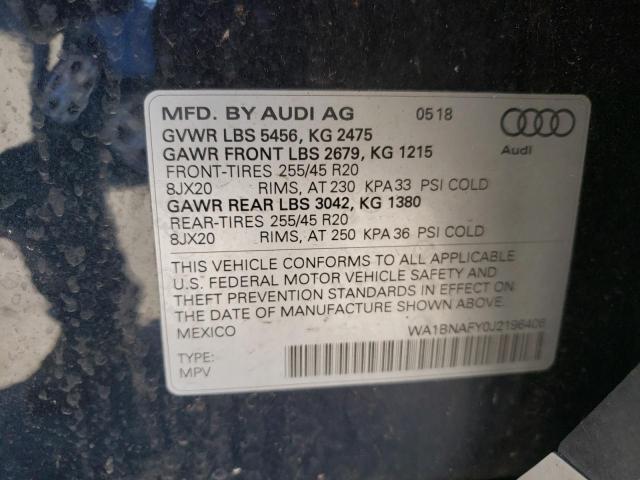 MFD. BY AUDI AG 0518
GVWR LBS 5456, KG 2475
GAWR FRONT LBS 2679, KG 1215
FRONT-TIRES 255/45 R20
8JX20 RIMS, AT 230 KPA33 PSI COLD
GAWR REAR LBS 3042, KG 1380
REAR-TIRES 255/45 R20
8JX20 RIMS, AT 250 KPA 36 PSI COLD
Audi
THIS VEHICLE CONFORMS TO ALL APPLICABLE
U.S. FEDERAL MOTOR VEHICLE SAFETY AND
THEFT PREVENTION STANDARDS IN EFFECT ON
THE DATE OF MANUFACTURE SHOWN ABOVE.
MEXICO WA1BNAFY0J2196406
TYPE:
MPV